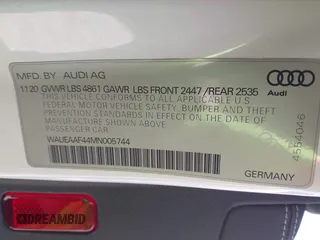 MFD. BY: AUDI AG
11 20 GVWR LBS 4861 GAWR LBS FRONT 2447 /REAR 2535
THIS VEHICLE CONFORMS TO ALL APPLICABLE U.S.
FEDERAL MOTOR VEHICLE SAFETY, BUMPER AND THEFT
PREVENTION STANDARDS IN EFFECT ON THE DATE OF
MANUFACTURE SHOWN ABOVE
PASSENGER CAR
WAUEAAF44MN005744
Audi
4554046
GERMANY
DREAMBID